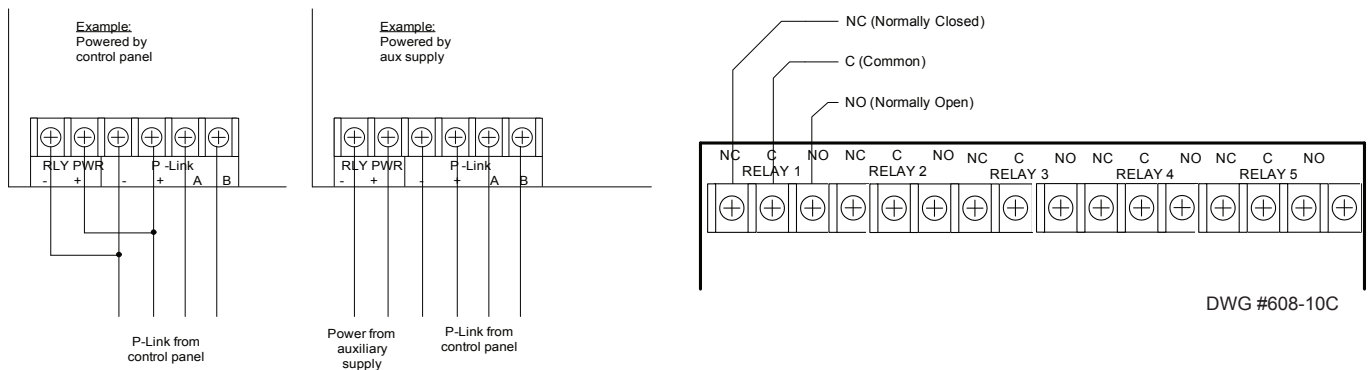 Example:
Powered by
control panel
RLY PWR P -Link
- + - + A B
P-Link from
control panel
Example:
Powered by
aux supply
RLY PWR P -Link
- + - + A B
Power from
auxiliary
supply
P-Link from
control panel
NC (Normally Closed)
C (Common)
NO (Normally Open)
NC C NO NC C NO NC C NO NC C NO NC C NO
RELAY 1 RELAY 2 RELAY 3 RELAY 4 RELAY 5
DWG #608-10C